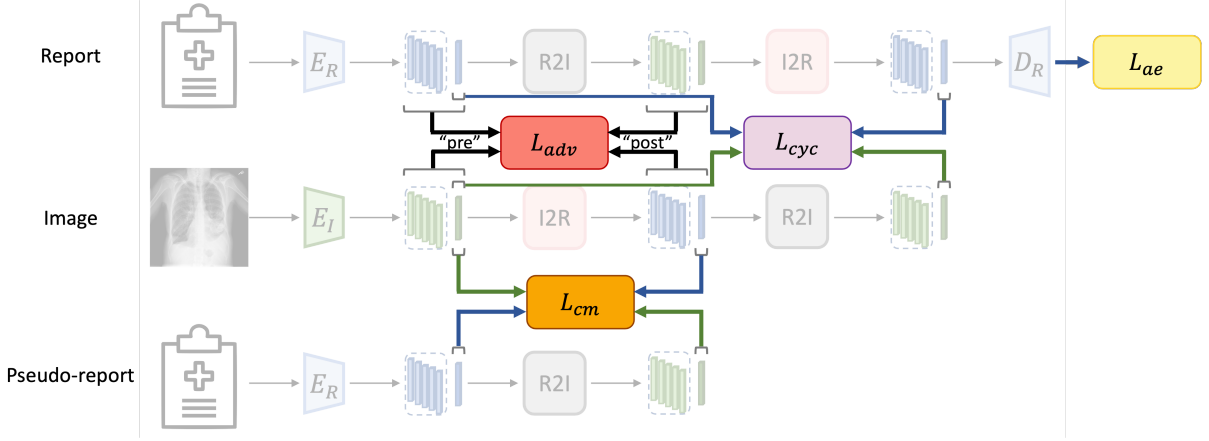 Report
E_R
R2I
I2R
D_R
L_ae
"pre"
L_adv
"post"
L_cyc
Image
E_I
I2R
R2I
L_cm
Pseudo-report
E_R
R2I